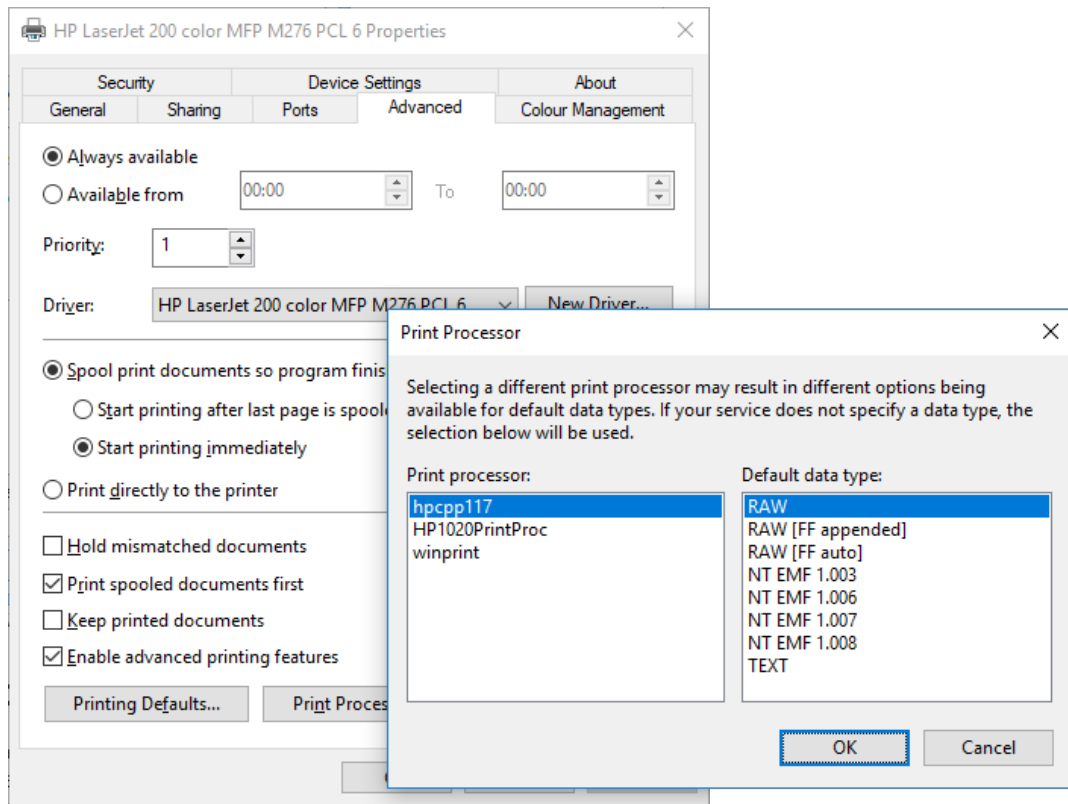 HP LaserJet 200 color MFP M276 PCL 6 Properties
Security Device Settings About
General Sharing Ports Advanced Colour Management
Always available
Available from 00:00 To 00:00
Priority: 1
Driver: HP LaserJet 200 color MFP M276 PCL 6 New Driver...
Spool print documents so program finis
Start printing after last page is spoole
Start printing immediately
Print directly to the printer
Hold mismatched documents
Print spooled documents first
Keep printed documents
Enable advanced printing features
Printing Defaults... Print Proces
Print Processor
Selecting a different print processor may result in different options being
available for default data types. If your service does not specify a data type, the
selection below will be used.
Print processor:
hpcpp117
HP1020PrintProc
winprint
Default data type:
RAW
RAW [FF appended]
RAW [FF auto]
NT EMF 1.003
NT EMF 1.006
NT EMF 1.007
NT EMF 1.008
TEXT
OK Cancel